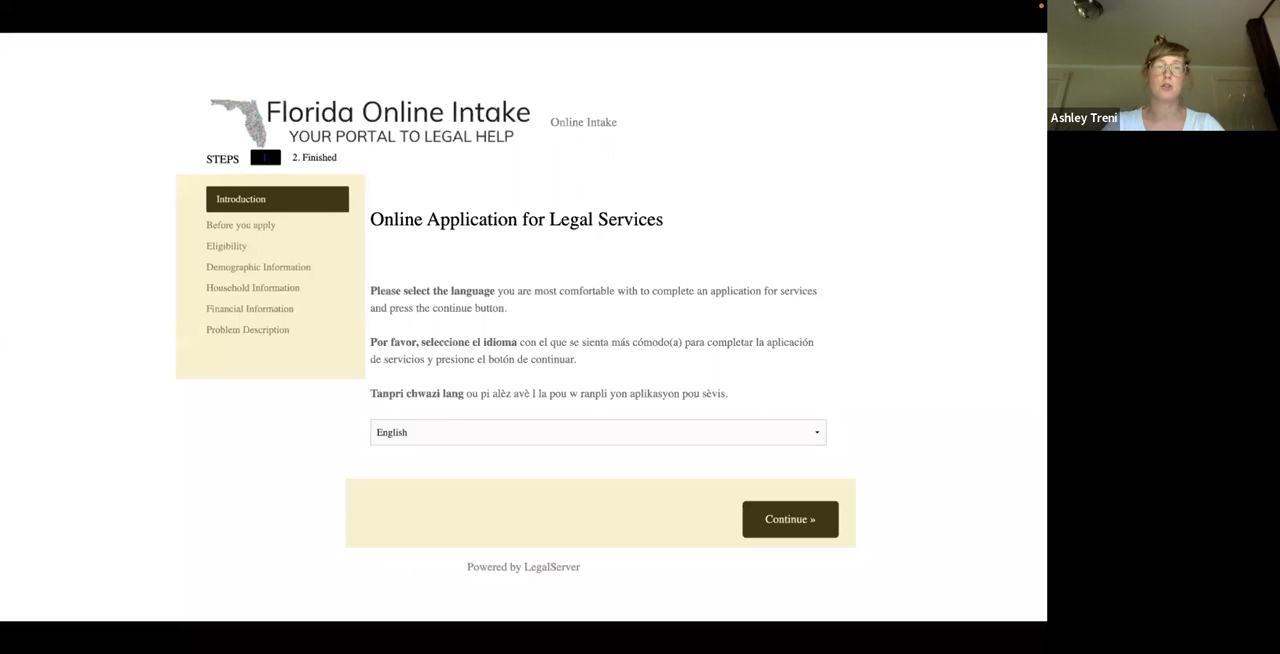 Florida Online Intake
YOUR PORTAL TO LEGAL HELP
Online Intake
Ashley Treni
STEPS 1 2. Finished
Introduction
Before you apply
Eligibility
Demographic Information
Household Information
Financial Information
Problem Description
Online Application for Legal Services
Please select the language you are most comfortable with to complete an application for services
and press the continue button.
Por favor, seleccione el idioma con el que se sienta más cómodo(a) para completar la aplicación
de servicios y presione el botón de continuar.
Tanpri chwazi lang ou pi alèz avè l la pou w ranpli yon aplikasyon pou sèvis.
English
Continue »
Powered by LegalServer